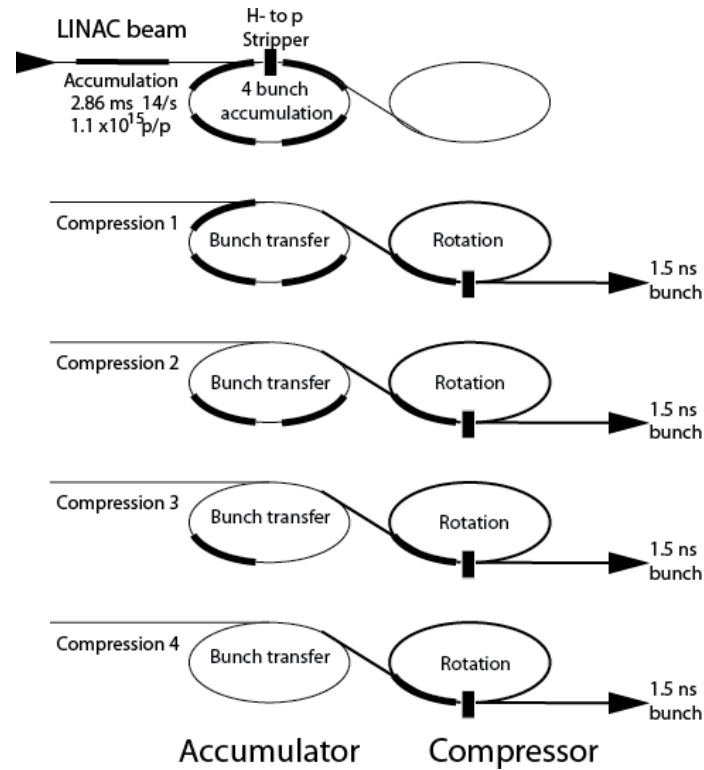 LINAC beam
H- to p
Stripper
Accumulation
2.86 ms 14/s
1.1 x10¹⁵p/p
4 bunch
accumulation
Compression 1
Bunch transfer
Rotation
1.5 ns
bunch
Compression 2
Bunch transfer
Rotation
1.5 ns
bunch
Compression 3
Bunch transfer
Rotation
1.5 ns
bunch
Compression 4
Bunch transfer
Rotation
1.5 ns
bunch
Accumulator Compressor